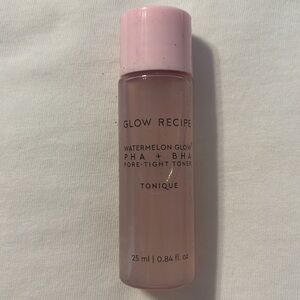 GLOW RECIPE
WATERMELON GLOW
PHA + BHA
PORE-TIGHT TONER
TONIQUE
25 ml | 0.84 fl. oz